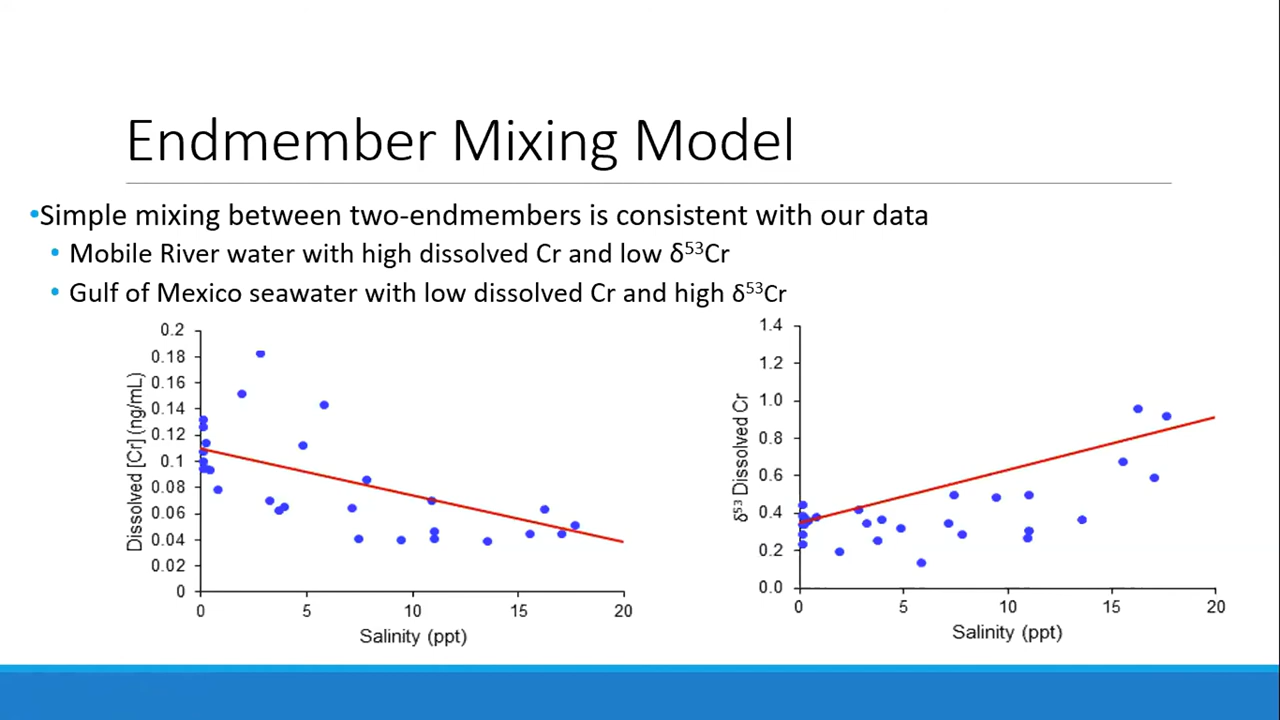 Endmember Mixing Model
•Simple mixing between two-endmembers is consistent with our data
• Mobile River water with high dissolved Cr and low δ⁵³Cr
• Gulf of Mexico seawater with low dissolved Cr and high δ⁵³Cr
Dissolved [Cr] (ng/mL)
0.2
0.18
0.16
0.14
0.12
0.1
0.08
0.06
0.04
0.02
0
0 5 10 15 20
Salinity (ppt)
δ⁵³ Dissolved Cr
1.4
1.2
1.0
0.8
0.6
0.4
0.2
0.0
0 5 10 15 20
Salinity (ppt)